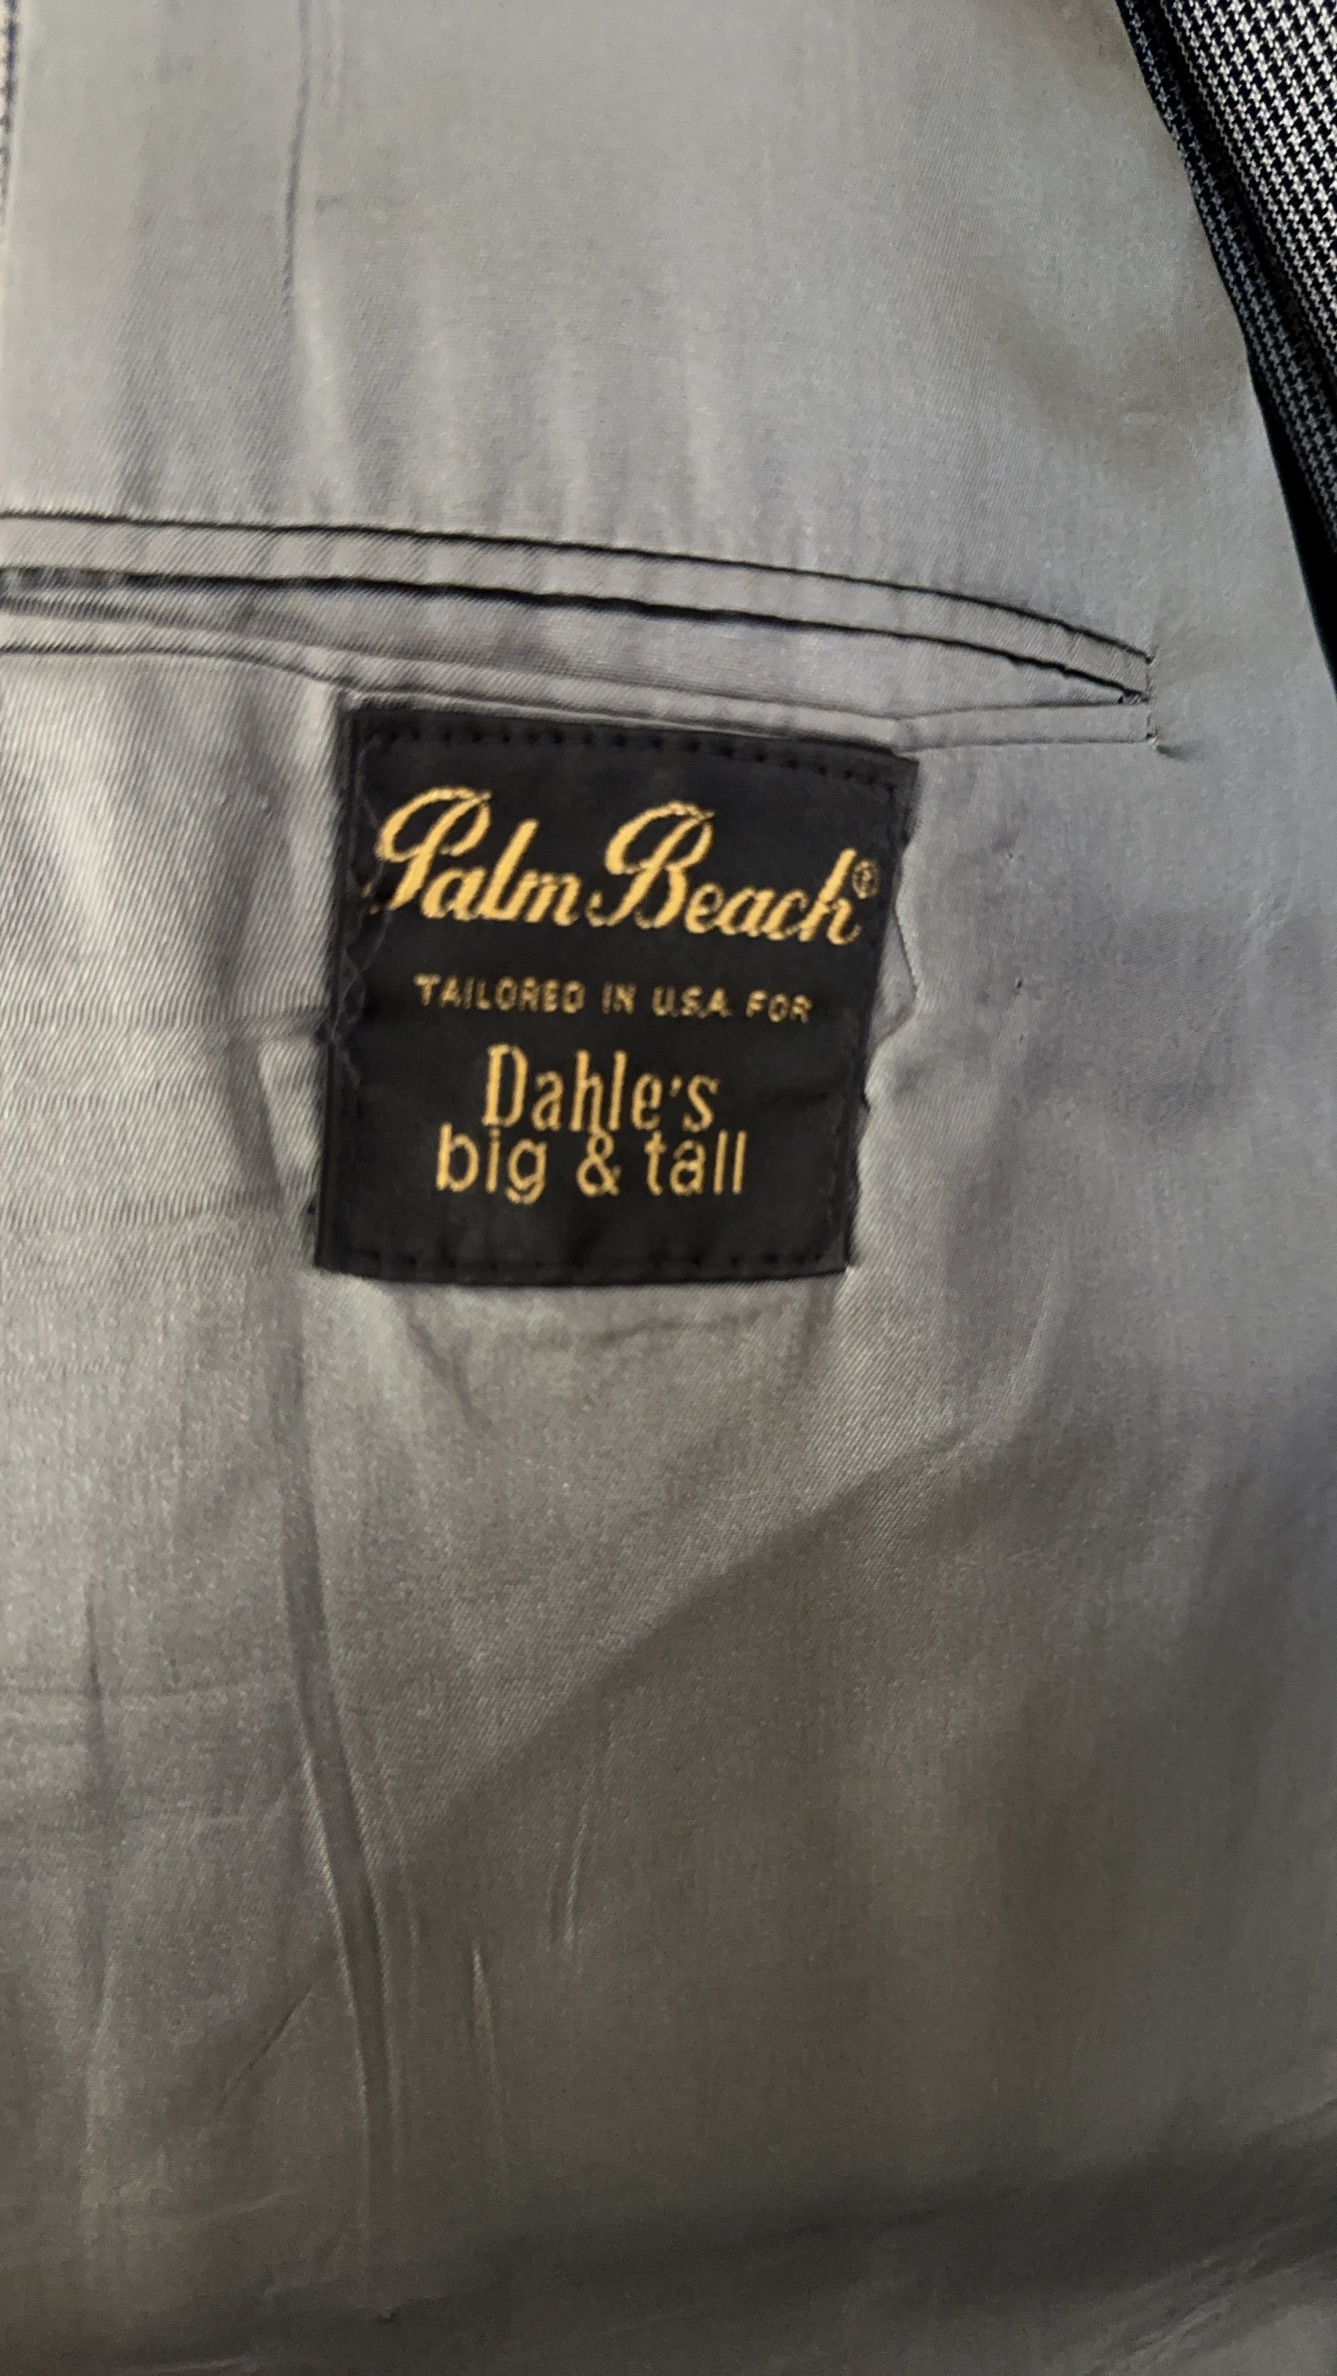 Palm Beach®
TAILORED IN U.S.A. FOR
Dahle's
big & tall